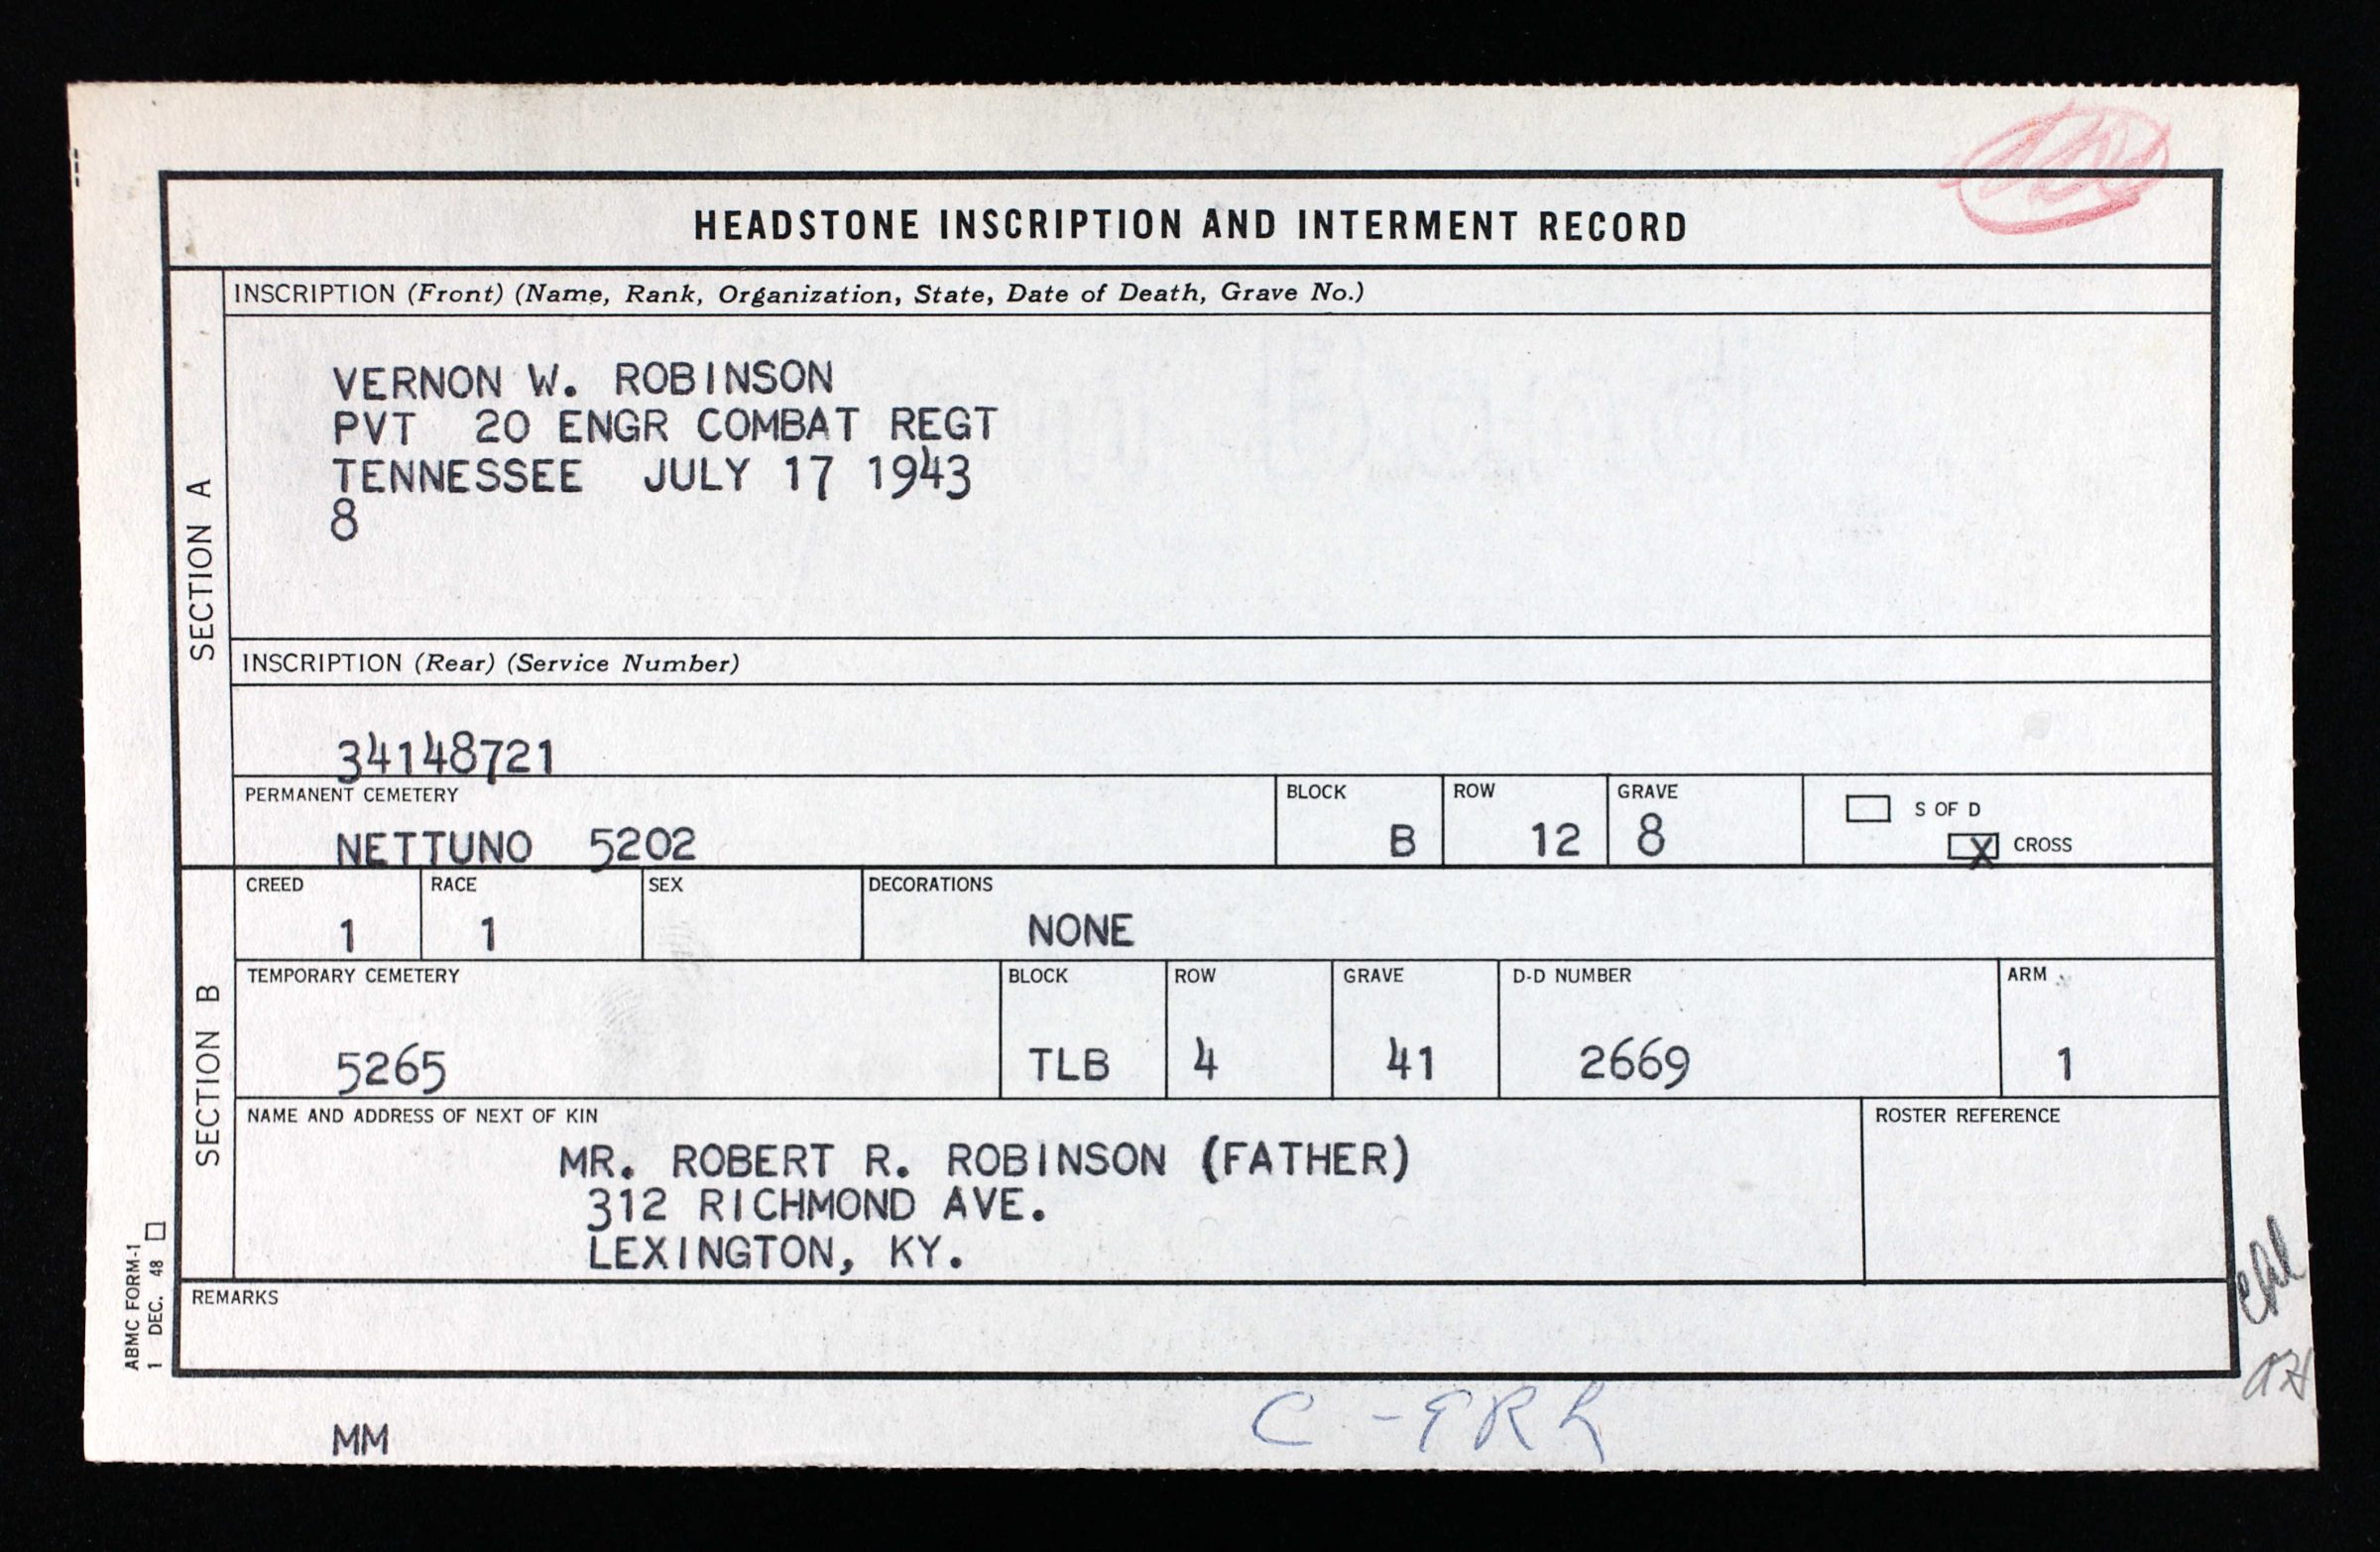 HEADSTONE INSCRIPTION AND INTERMENT RECORD
SECTION A
INSCRIPTION (Front) (Name, Rank, Organization, State, Date of Death, Grave No.)
VERNON W. ROBINSON
PVT 20 ENGR COMBAT REGT
TENNESSEE JULY 17 1943
8
INSCRIPTION (Rear) (Service Number)
34148721
PERMANENT CEMETERY
NETTUNO 5202
BLOCK
B
ROW
12
GRAVE
8
S OF D
X CROSS
SECTION B
CREED
1
RACE
1
SEX
DECORATIONS
NONE
TEMPORARY CEMETERY
5265
BLOCK
TLB
ROW
4
GRAVE
41
D-D NUMBER
2669
ARM
1
NAME AND ADDRESS OF NEXT OF KIN
MR. ROBERT R. ROBINSON (FATHER)
312 RICHMOND AVE.
LEXINGTON, KY.
ROSTER REFERENCE
REMARKS
ABMC FORM-1
1 DEC. 48
MM